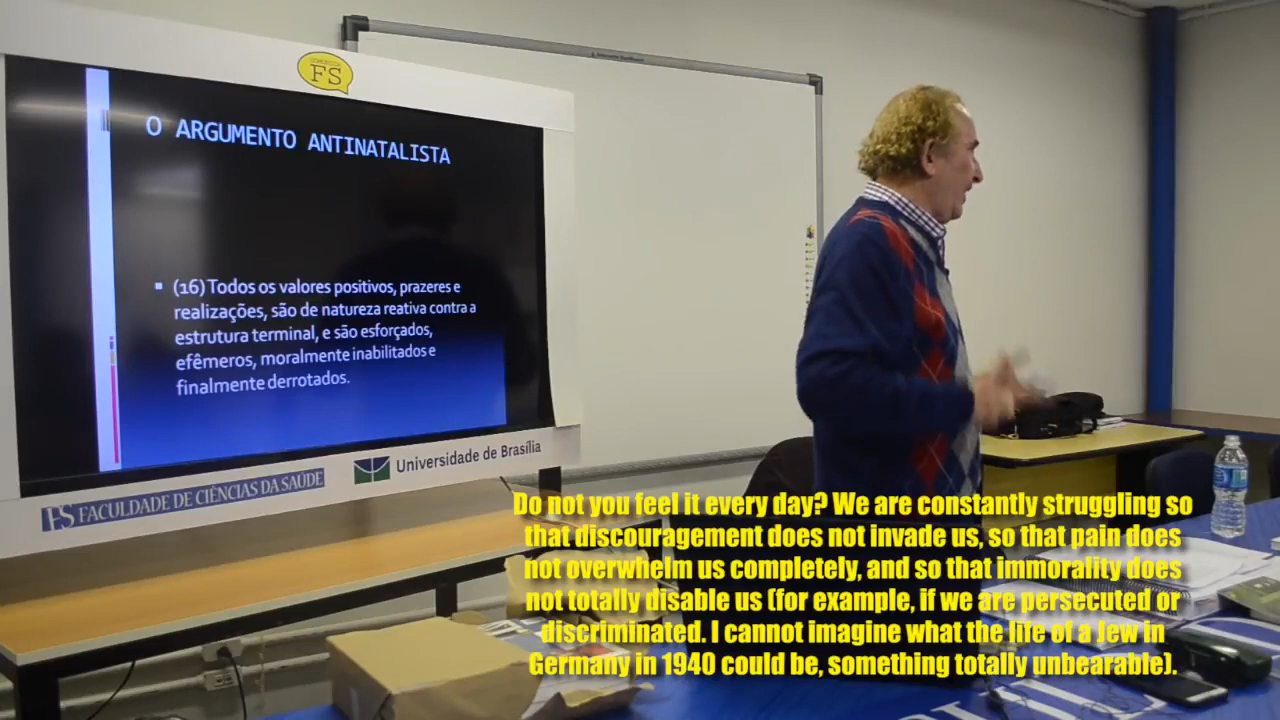 FS
O ARGUMENTO ANTINATALISTA
(16) Todos os valores positivos, prazeres e
realizações, são de natureza reativa contra a
estrutura terminal, e são esforçados,
efêmeros, moralmente inabilitados e
finalmente derrotados.
FS FACULDADE DE CIÊNCIAS DA SAÚDE
Universidade de Brasília
Do not you feel it every day? We are constantly struggling so
that discouragement does not invade us, so that pain does
not overwhelm us completely, and so that immorality does
not totally disable us (for example, if we are persecuted or
discriminated. I cannot imagine what the life of a Jew in
Germany in 1940 could be, something totally unbearable).